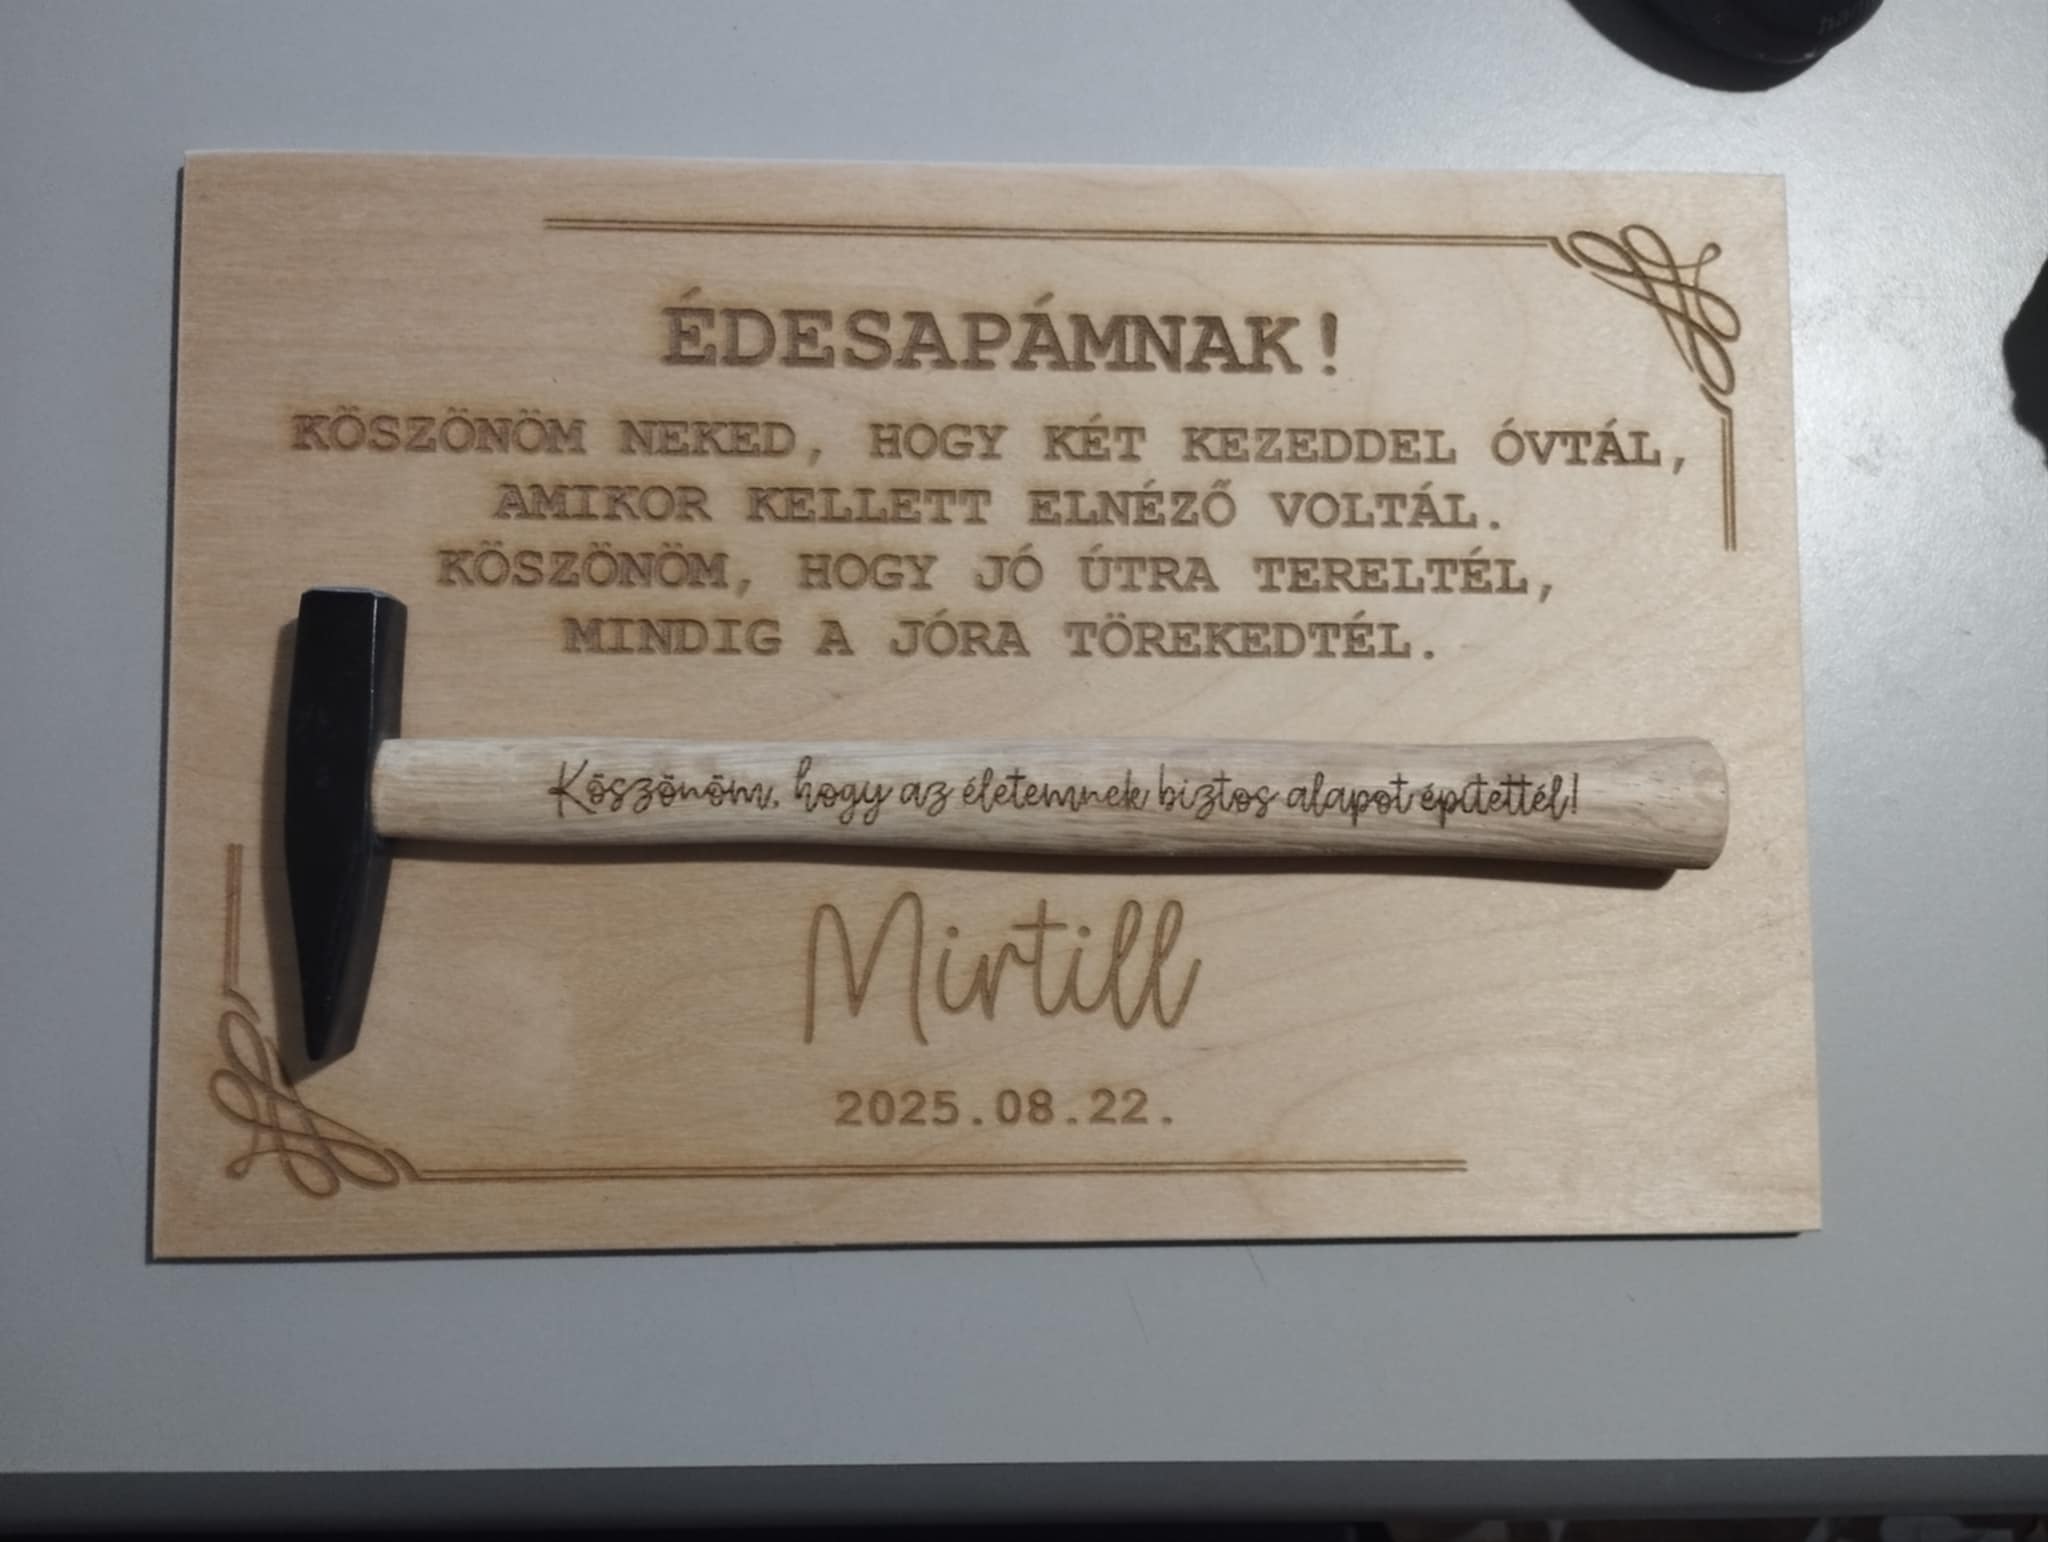 ÉDESAPÁMNAK!
KÖSZÖNÖM NEKED, HOGY KÉT KEZEDDEL ÓVTÁL,
AMIKOR KELLETT ELNÉZŐ VOLTÁL.
KÖSZÖNÖM, HOGY JÓ ÚTRA TERELTÉL,
MINDIG A JÓRA TÖREKEDTÉL.
Köszönöm, hogy az életemnek biztos alapot építettél!
Mirtill
2025.08.22.